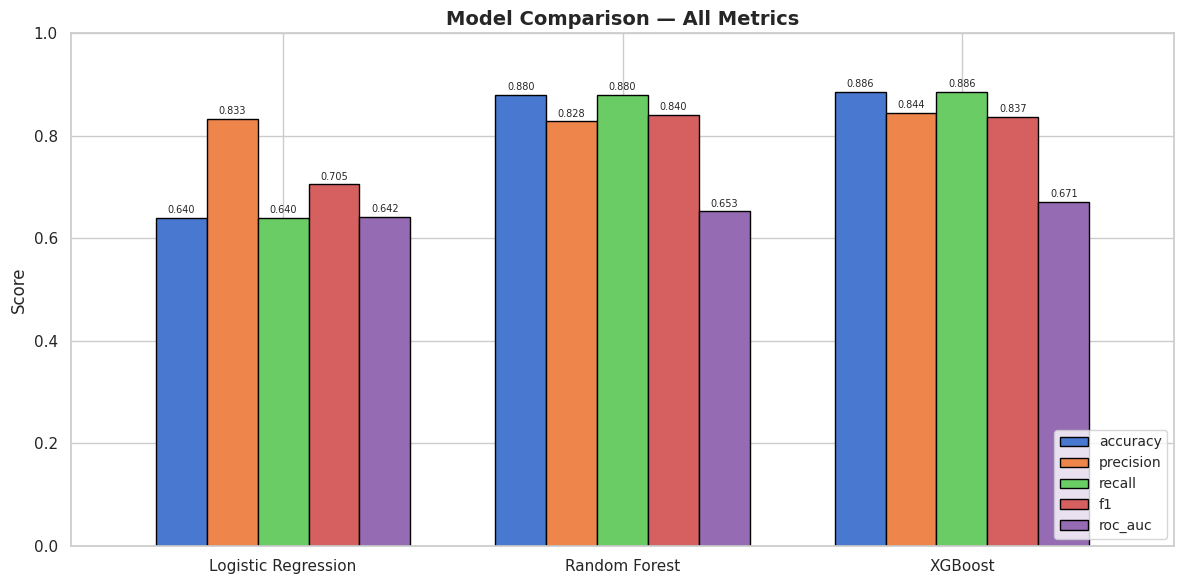 Model Comparison — All Metrics
Score
1.0
0.8
0.6
0.4
0.2
0.0
0.640
0.833
0.640
0.705
0.642
0.880
0.828
0.880
0.840
0.653
0.886
0.844
0.886
0.837
0.671
accuracy
precision
recall
f1
roc_auc
Logistic Regression
Random Forest
XGBoost